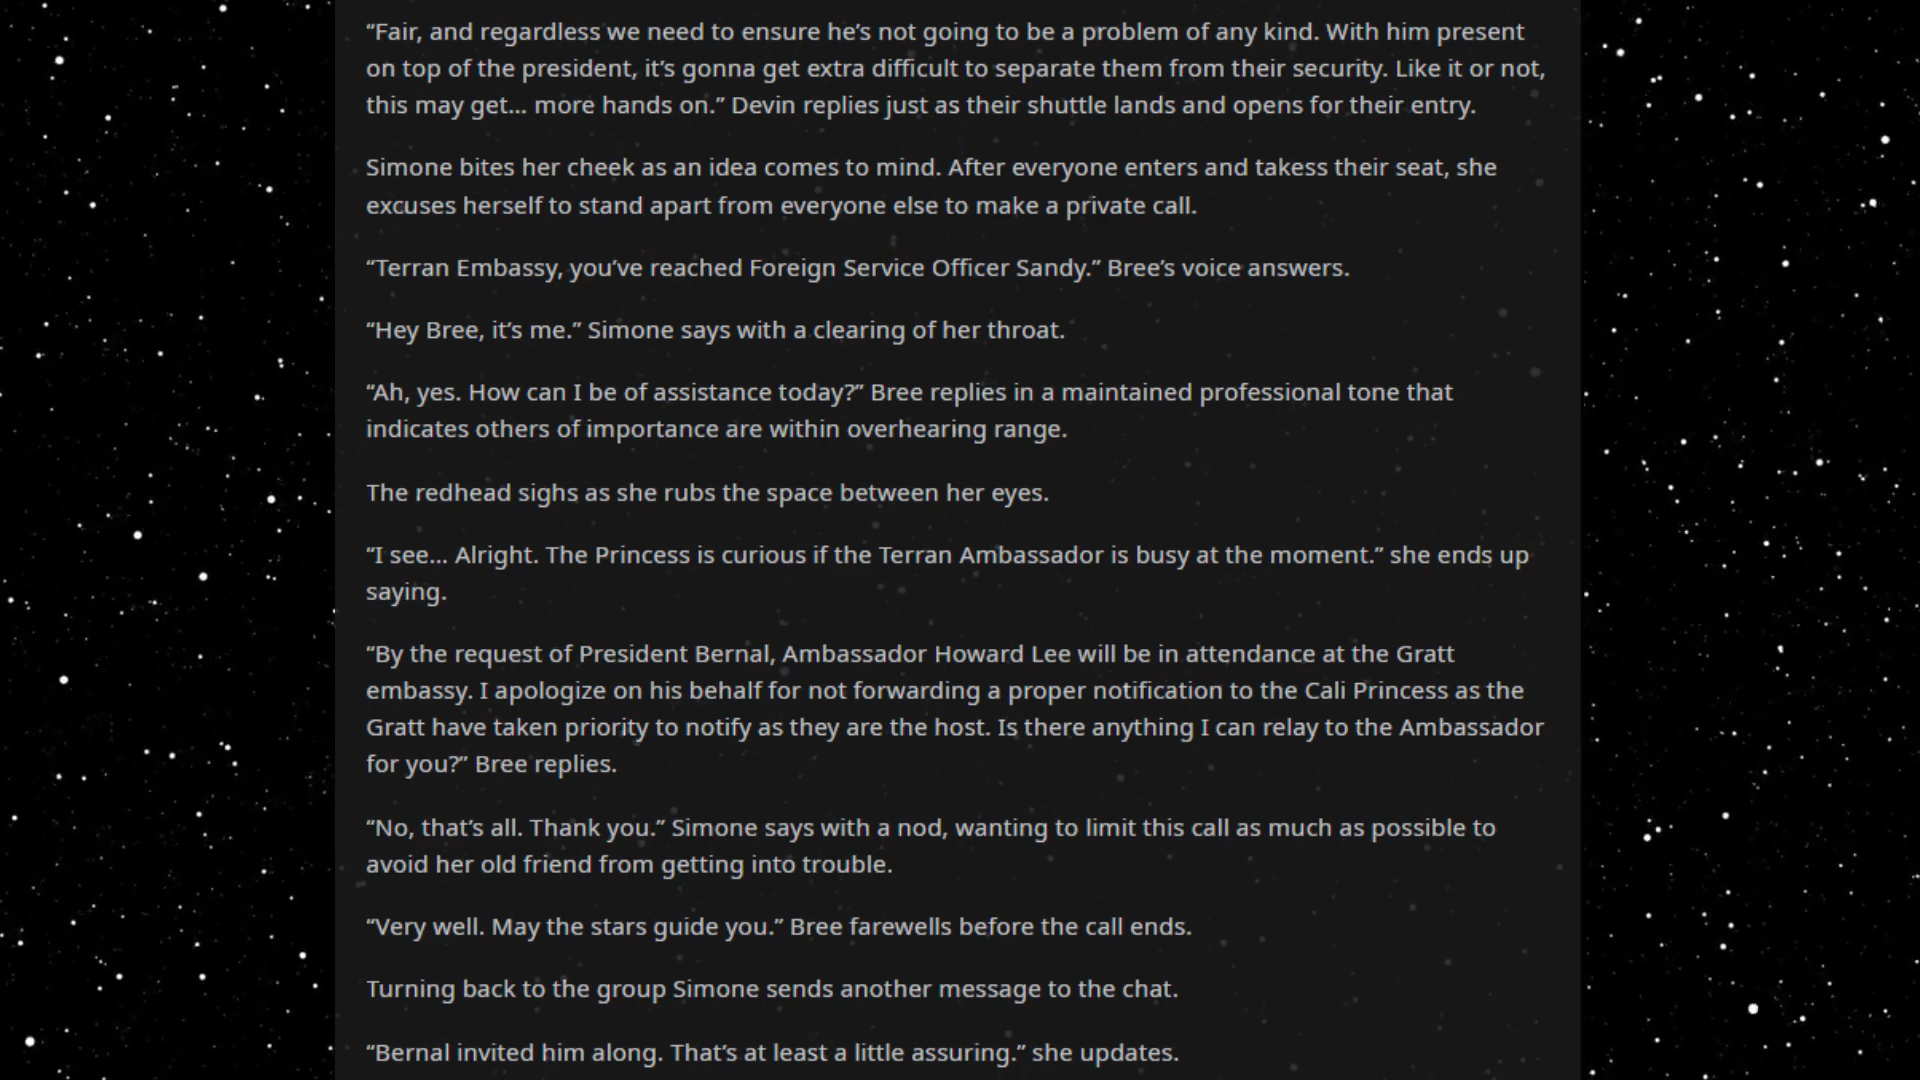 “Fair, and regardless we need to ensure he’s not going to be a problem of any kind. With him present
on top of the president, it’s gonna get extra difficult to separate them from their security. Like it or not,
this may get… more hands on.” Devin replies just as their shuttle lands and opens for their entry.
Simone bites her cheek as an idea comes to mind. After everyone enters and takess their seat, she
excuses herself to stand apart from everyone else to make a private call.
“Terran Embassy, you’ve reached Foreign Service Officer Sandy.” Bree’s voice answers.
“Hey Bree, it’s me.” Simone says with a clearing of her throat.
“Ah, yes. How can I be of assistance today?” Bree replies in a maintained professional tone that
indicates others of importance are within overhearing range.
The redhead sighs as she rubs the space between her eyes.
“I see… Alright. The Princess is curious if the Terran Ambassador is busy at the moment.” she ends up
saying.
“By the request of President Bernal, Ambassador Howard Lee will be in attendance at the Gratt
embassy. I apologize on his behalf for not forwarding a proper notification to the Cali Princess as the
Gratt have taken priority to notify as they are the host. Is there anything I can relay to the Ambassador
for you?” Bree replies.
“No, that’s all. Thank you.” Simone says with a nod, wanting to limit this call as much as possible to
avoid her old friend from getting into trouble.
“Very well. May the stars guide you.” Bree farewells before the call ends.
Turning back to the group Simone sends another message to the chat.
“Bernal invited him along. That’s at least a little assuring.” she updates.